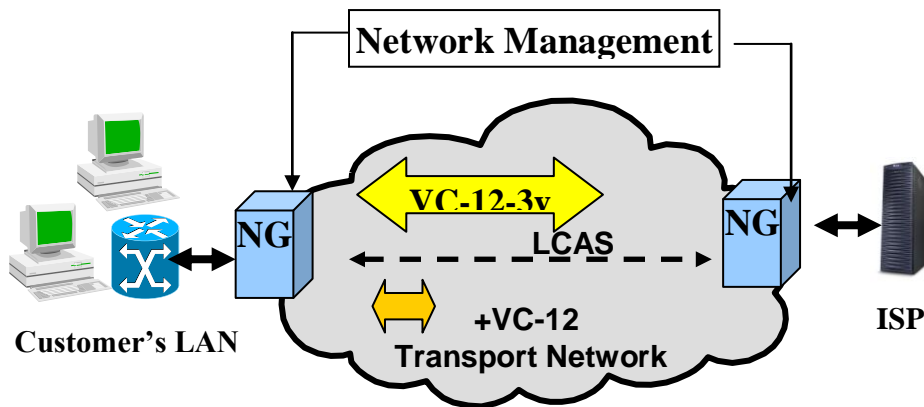 Network Management
VC-12-3v
NG
NG
LCAS
+VC-12
Transport Network
Customer’s LAN
ISP